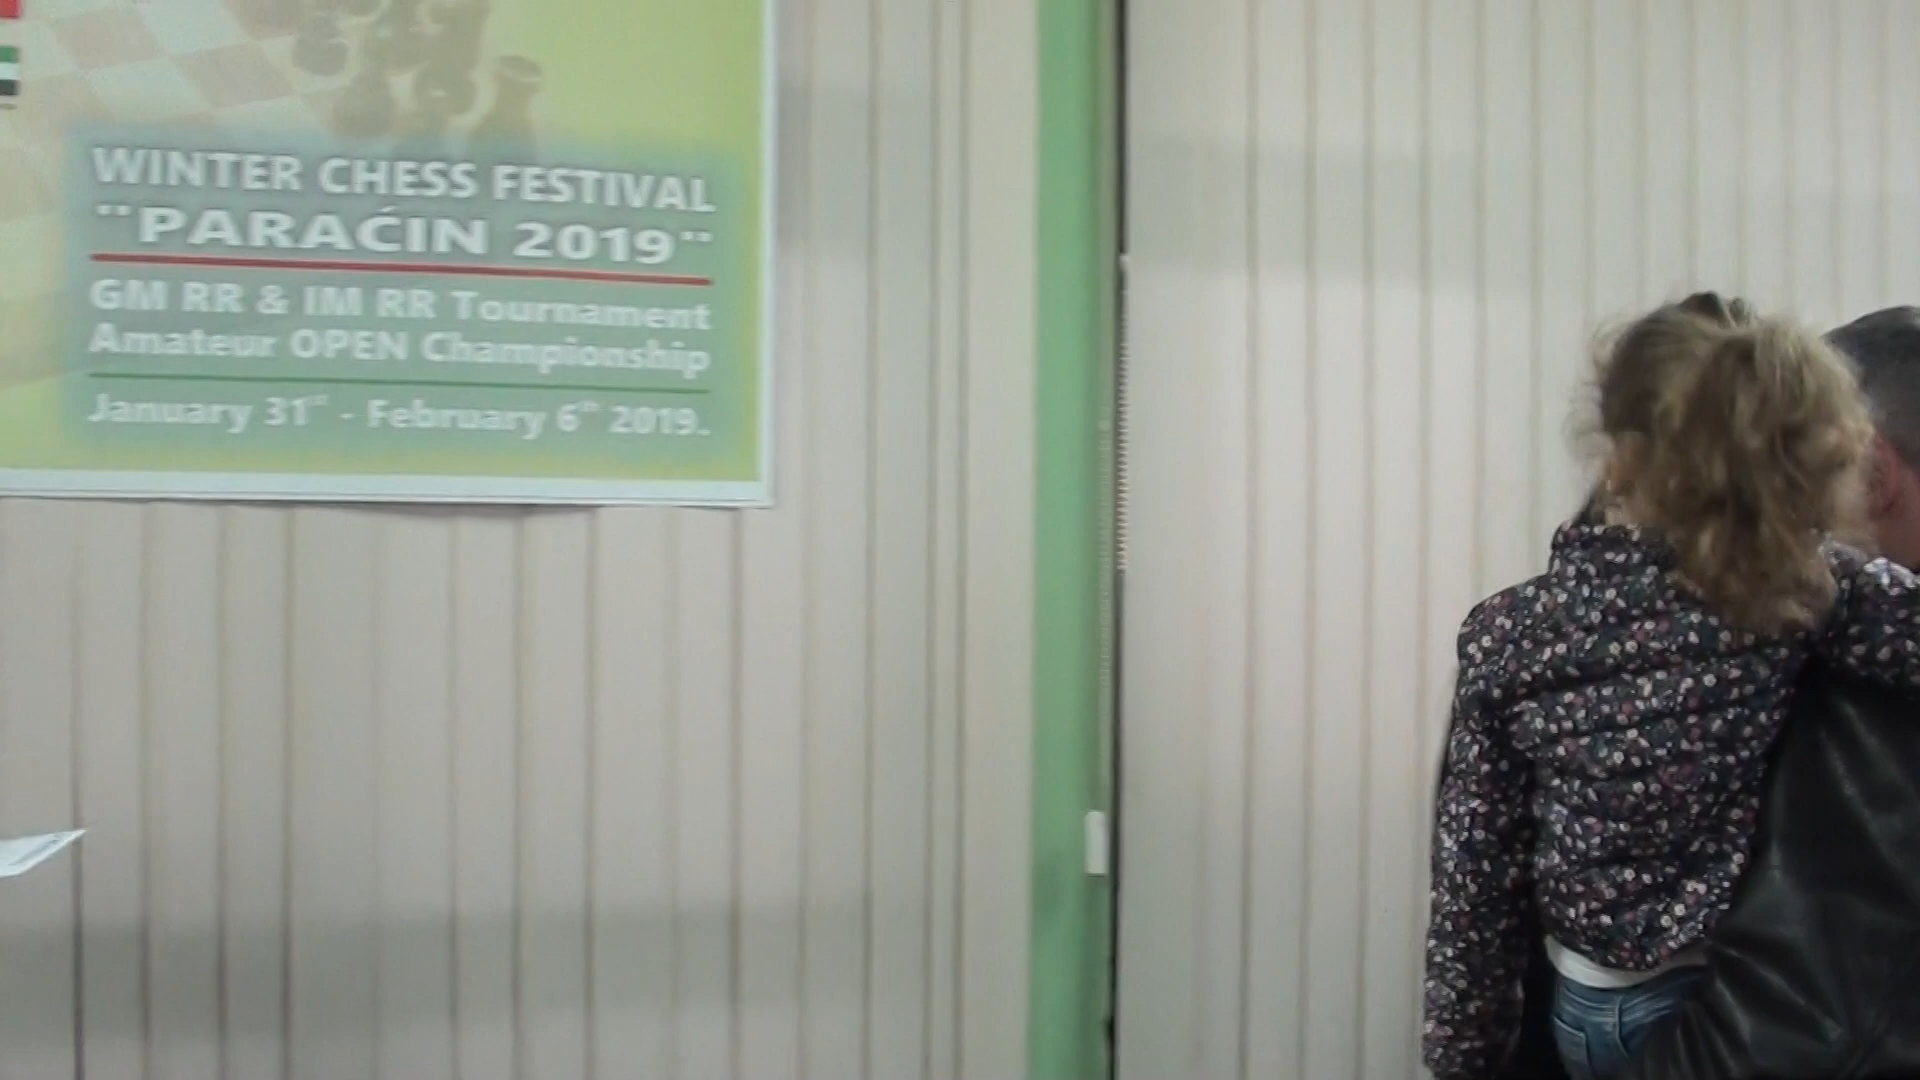 WINTER CHESS FESTIVAL
"PARAĆIN 2019"
GM RR & IM RR Tournament
Amateur OPEN Championship
January 31st - February 6th 2019.